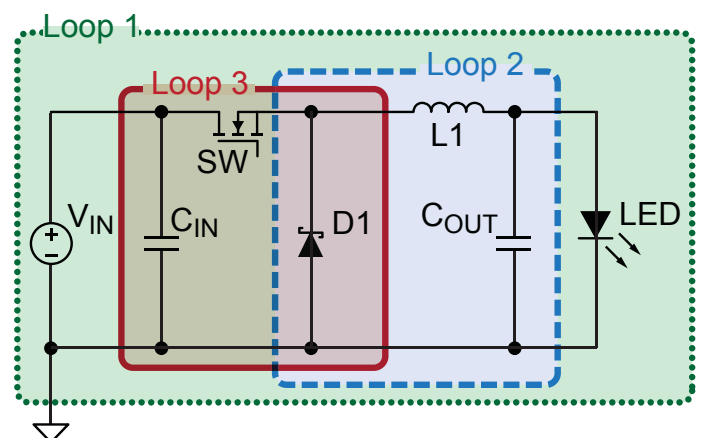 Loop 1
Loop 3
Loop 2
SW
L1
VIN
+
−
CIN
D1
COUT
LED